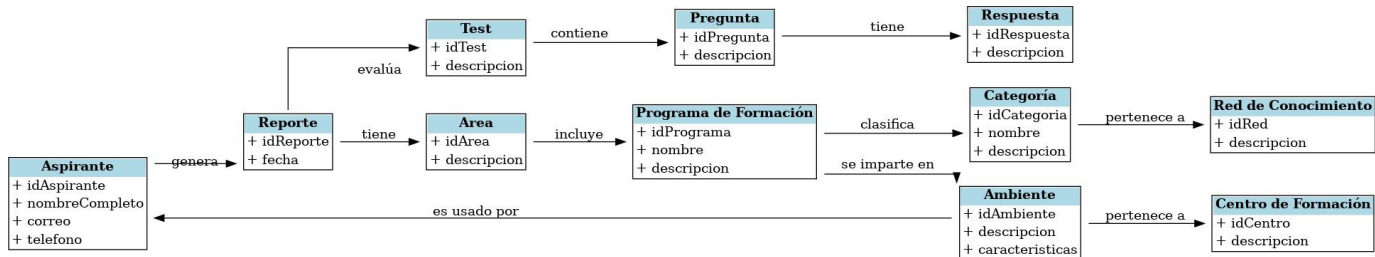 Test
+ idTest
+ descripcion
contiene
Pregunta
+ idPregunta
+ descripcion
tiene
Respuesta
+ idRespuesta
+ descripcion
evalúa
Reporte
+ idReporte
+ fecha
tiene
Area
+ idArea
+ descripcion
incluye
Programa de Formación
+ idPrograma
+ nombre
+ descripcion
clasifica
Categoría
+ idCategoria
+ nombre
+ descripcion
pertenece a
Red de Conocimiento
+ idRed
+ descripcion
Aspirante
+ idAspirante
+ nombreCompleto
+ correo
+ telefono
genera
se imparte en
Ambiente
+ idAmbiente
+ descripcion
+ caracteristicas
es usado por
pertenece a
Centro de Formación
+ idCentro
+ descripcion